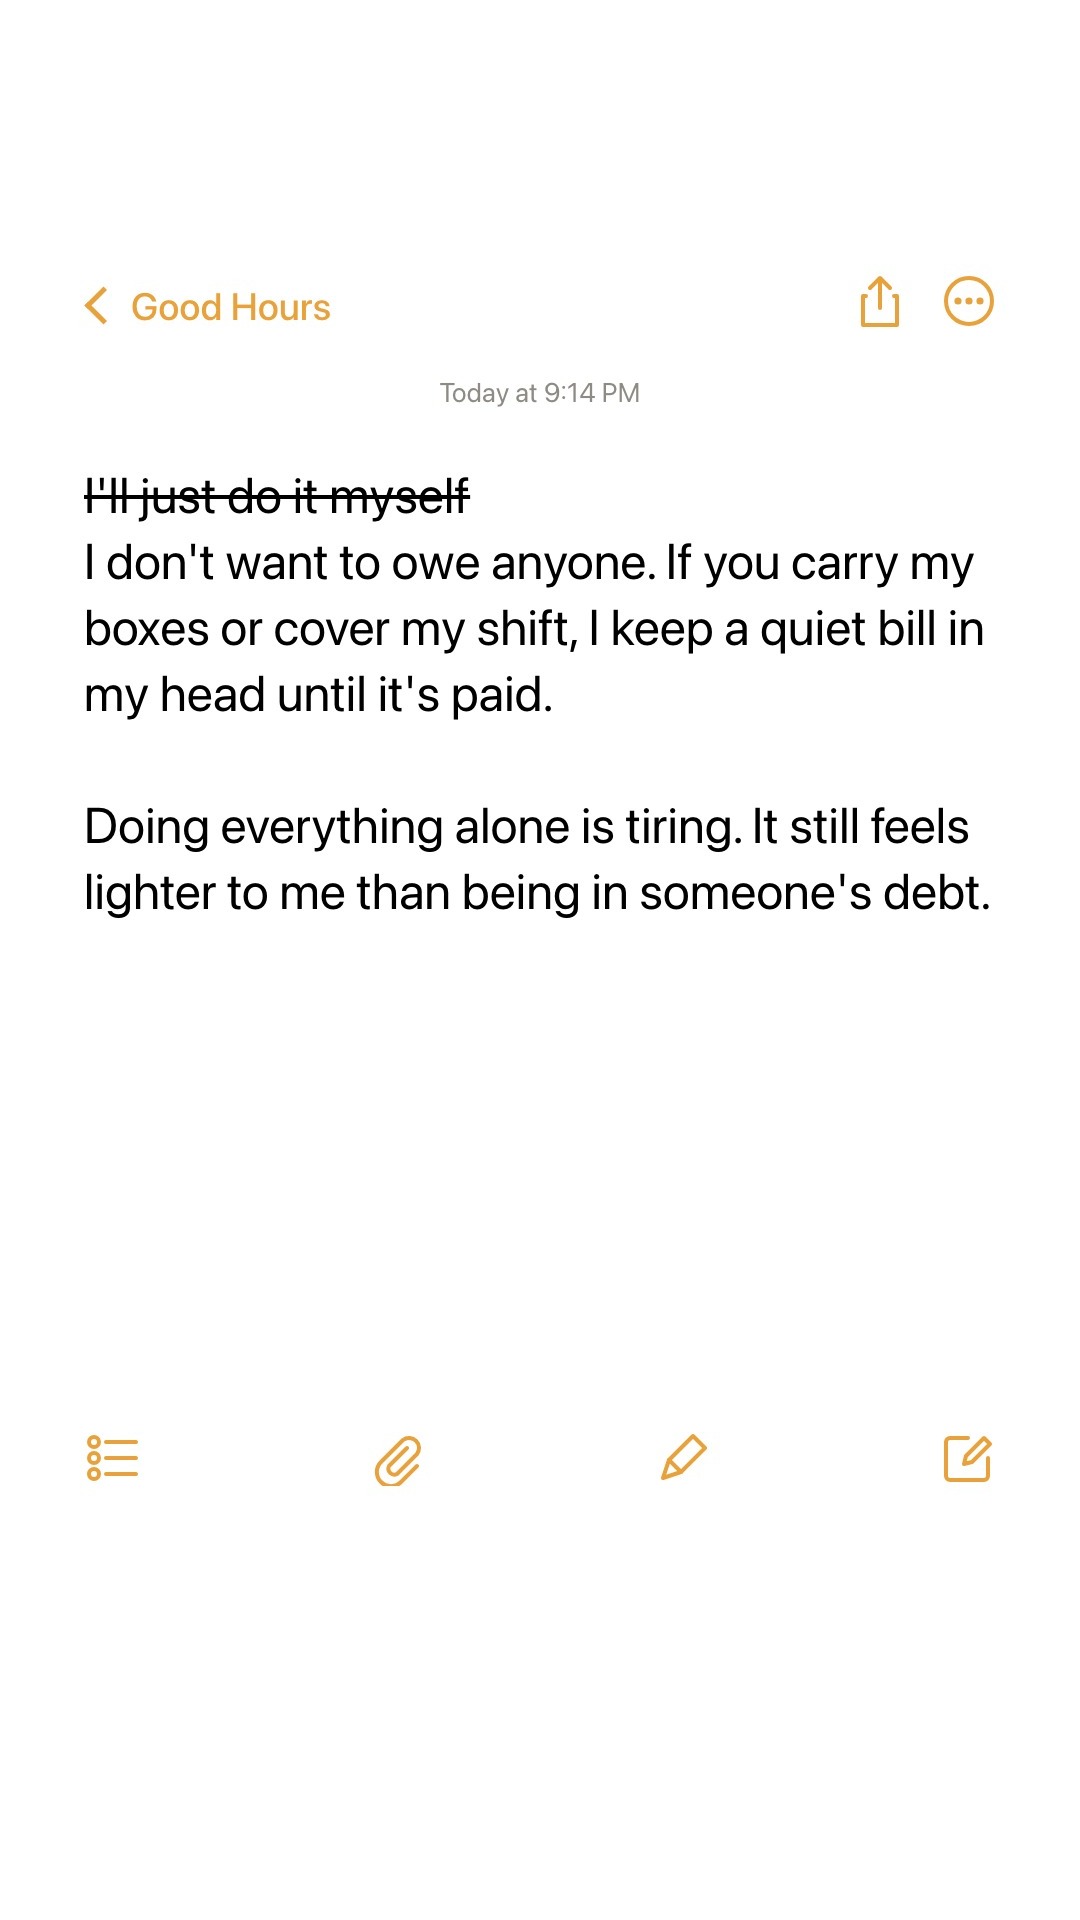 Good Hours
Today at 9:14 PM
I'll just do it myself
I don't want to owe anyone. If you carry my
boxes or cover my shift, I keep a quiet bill in
my head until it's paid.
Doing everything alone is tiring. It still feels
lighter to me than being in someone's debt.